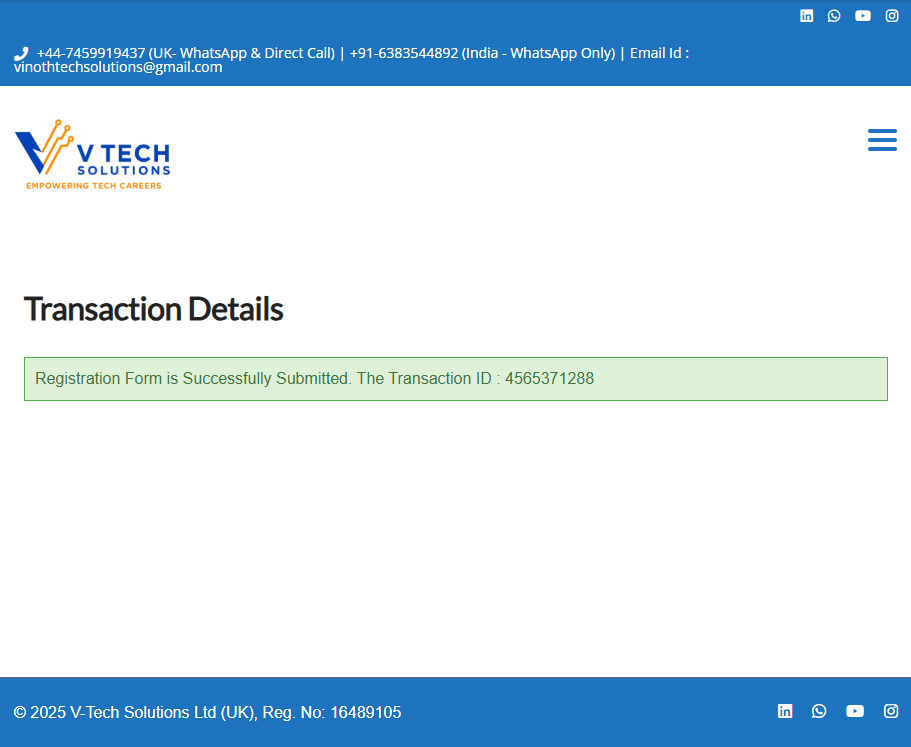 +44-7459919437 (UK- WhatsApp & Direct Call) | +91-6383544892 (India - WhatsApp Only) | Email Id :
vinothtechsolutions@gmail.com
V TECH
SOLUTIONS
EMPOWERING TECH CAREERS
Transaction Details
Registration Form is Successfully Submitted. The Transaction ID : 4565371288
© 2025 V-Tech Solutions Ltd (UK), Reg. No: 16489105